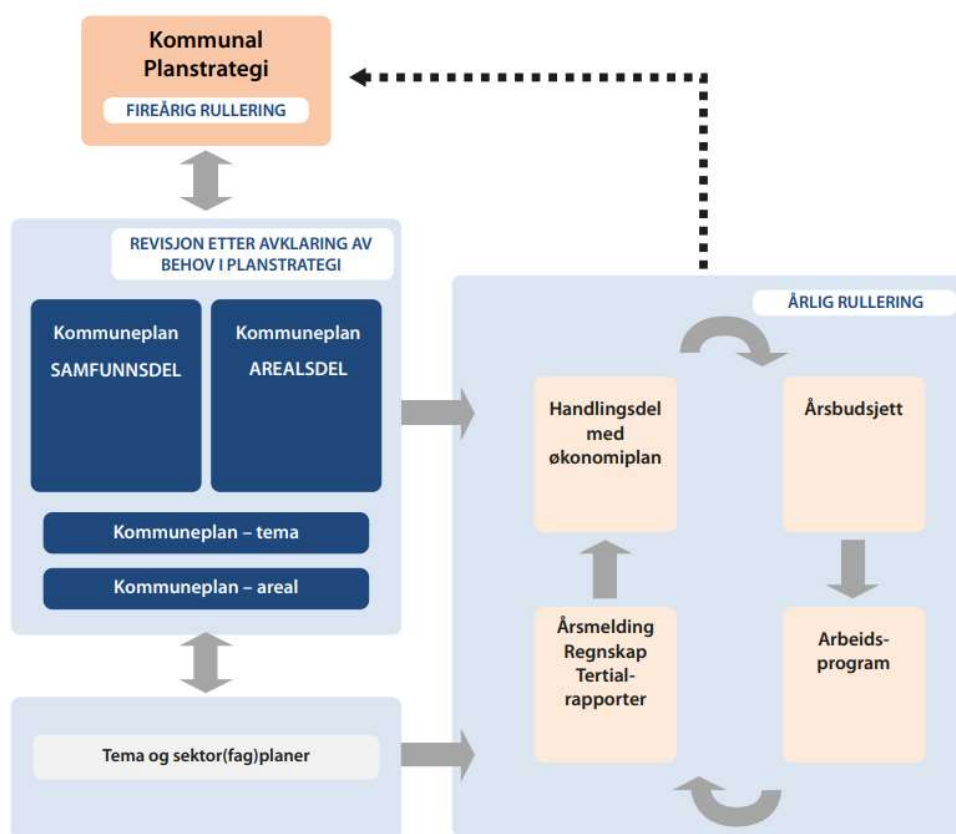 Kommunal
Planstrategi
FIREÅRIG RULLERING
REVISJON ETTER AVKLARING AV
BEHOV I PLANSTRATEGI
Kommuneplan
SAMFUNNSDEL
Kommuneplan
AREALSDEL
Kommuneplan – tema
Kommuneplan – areal
Tema og sektor(fag)planer
ÅRLIG RULLERING
Handlingsdel
med
økonomiplan
Årsbudsjett
Årsmelding
Regnskap
Tertial-
rapporter
Arbeids-
program